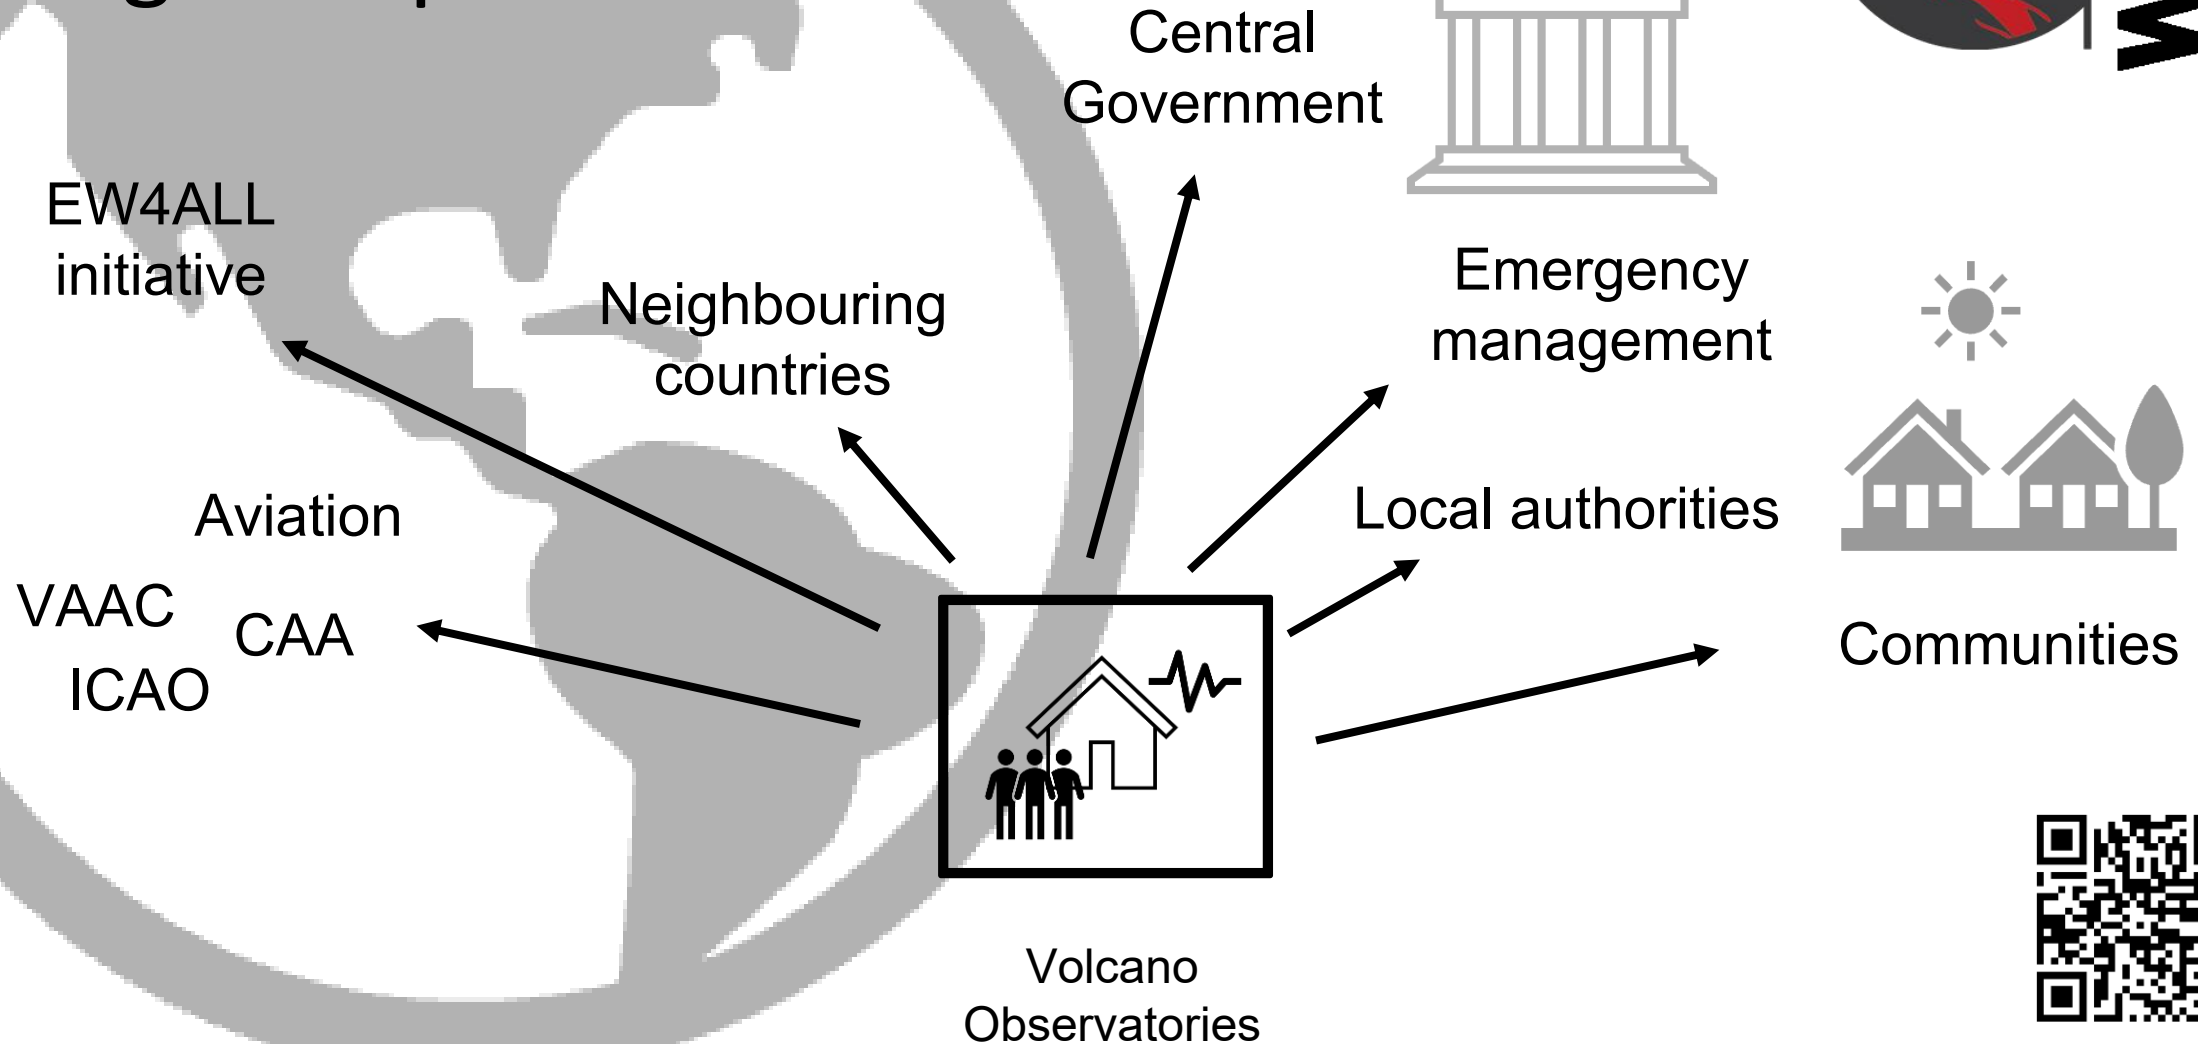 Central
Government
EW4ALL
initiative
Neighbouring
countries
Emergency
management
Aviation
Local authorities
VAAC
CAA
ICAO
Communities
Volcano
Observatories